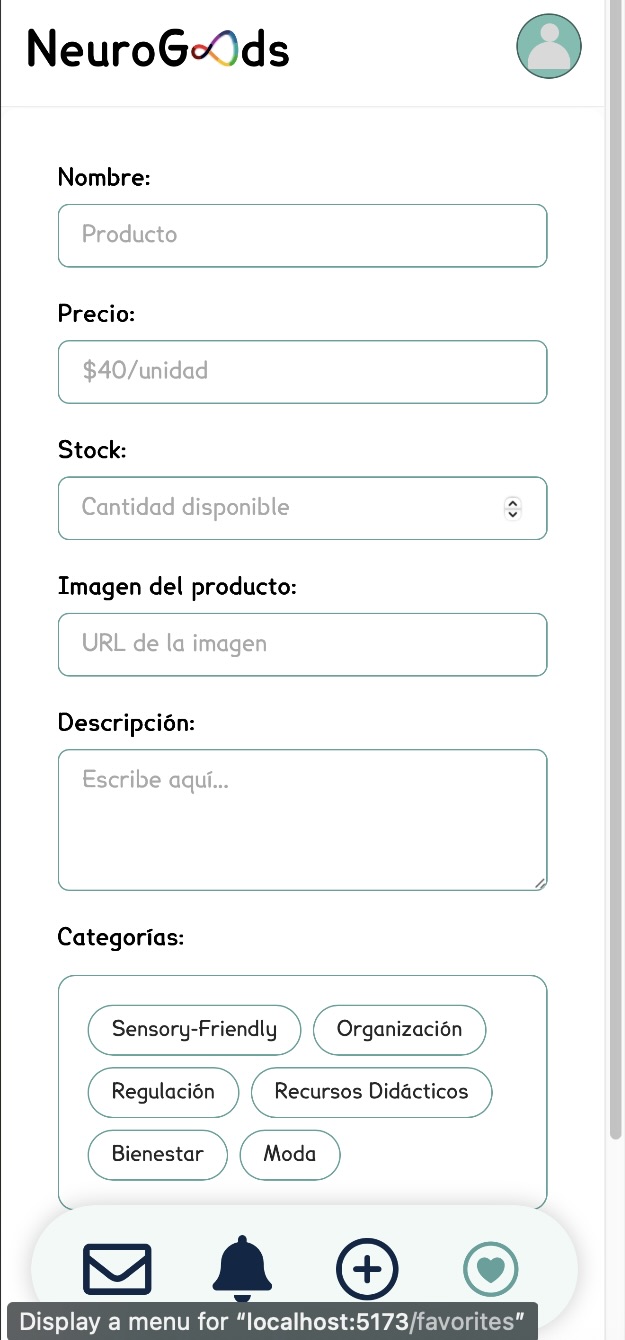 NeuroGoods
Nombre:
Producto
Precio:
$40/unidad
Stock:
Cantidad disponible
Imagen del producto:
URL de la imagen
Descripción:
Escribe aquí...
Categorías:
Sensory-Friendly Organización
Regulación Recursos Didácticos
Bienestar Moda
Display a menu for “localhost:5173/favorites”